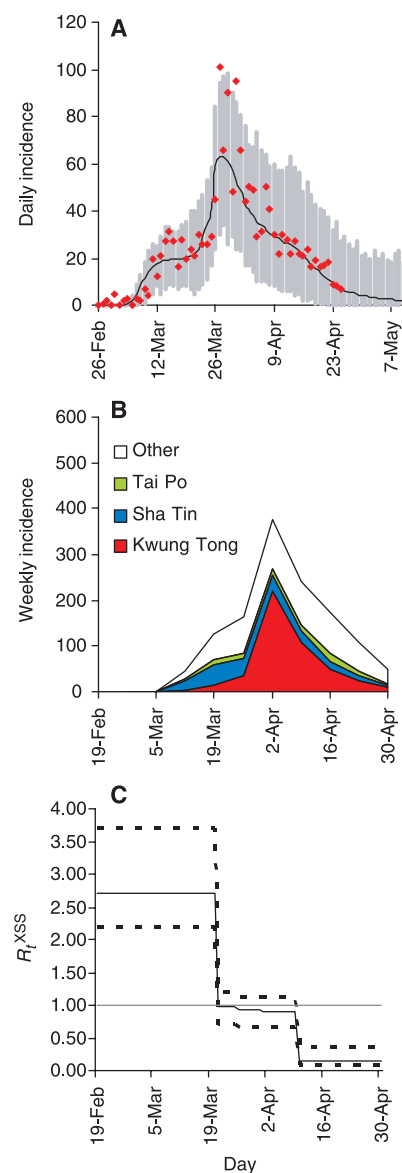 A
Daily incidence
120
100
80
60
40
20
0
26-Feb
12-Mar
26-Mar
9-Apr
23-Apr
7-May
B
Weekly incidence
600
500
400
300
200
100
0
Other
Tai Po
Sha Tin
Kwung Tong
19-Feb
5-Mar
19-Mar
2-Apr
16-Apr
30-Apr
C
RtXSS
4.00
3.50
3.00
2.50
2.00
1.50
1.00
0.50
0.00
19-Feb
5-Mar
19-Mar
2-Apr
16-Apr
30-Apr
Day